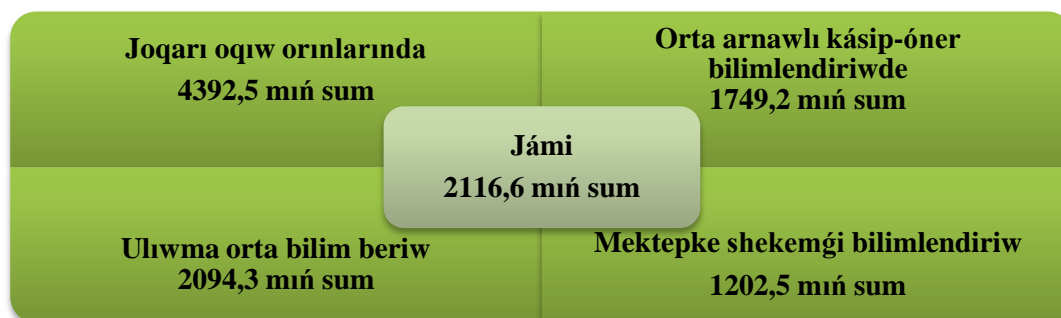 Joqarı oqıw orınlarında
4392,5 mıń sum
Orta arnawlı kásip-óner
bilimlendiriwde
1749,2 mıń sum
Jámi
2116,6 mıń sum
Ulıwma orta bilim beriw
2094,3 mıń sum
Mektepke shekemǵi bilimlendiriw
1202,5 mıń sum